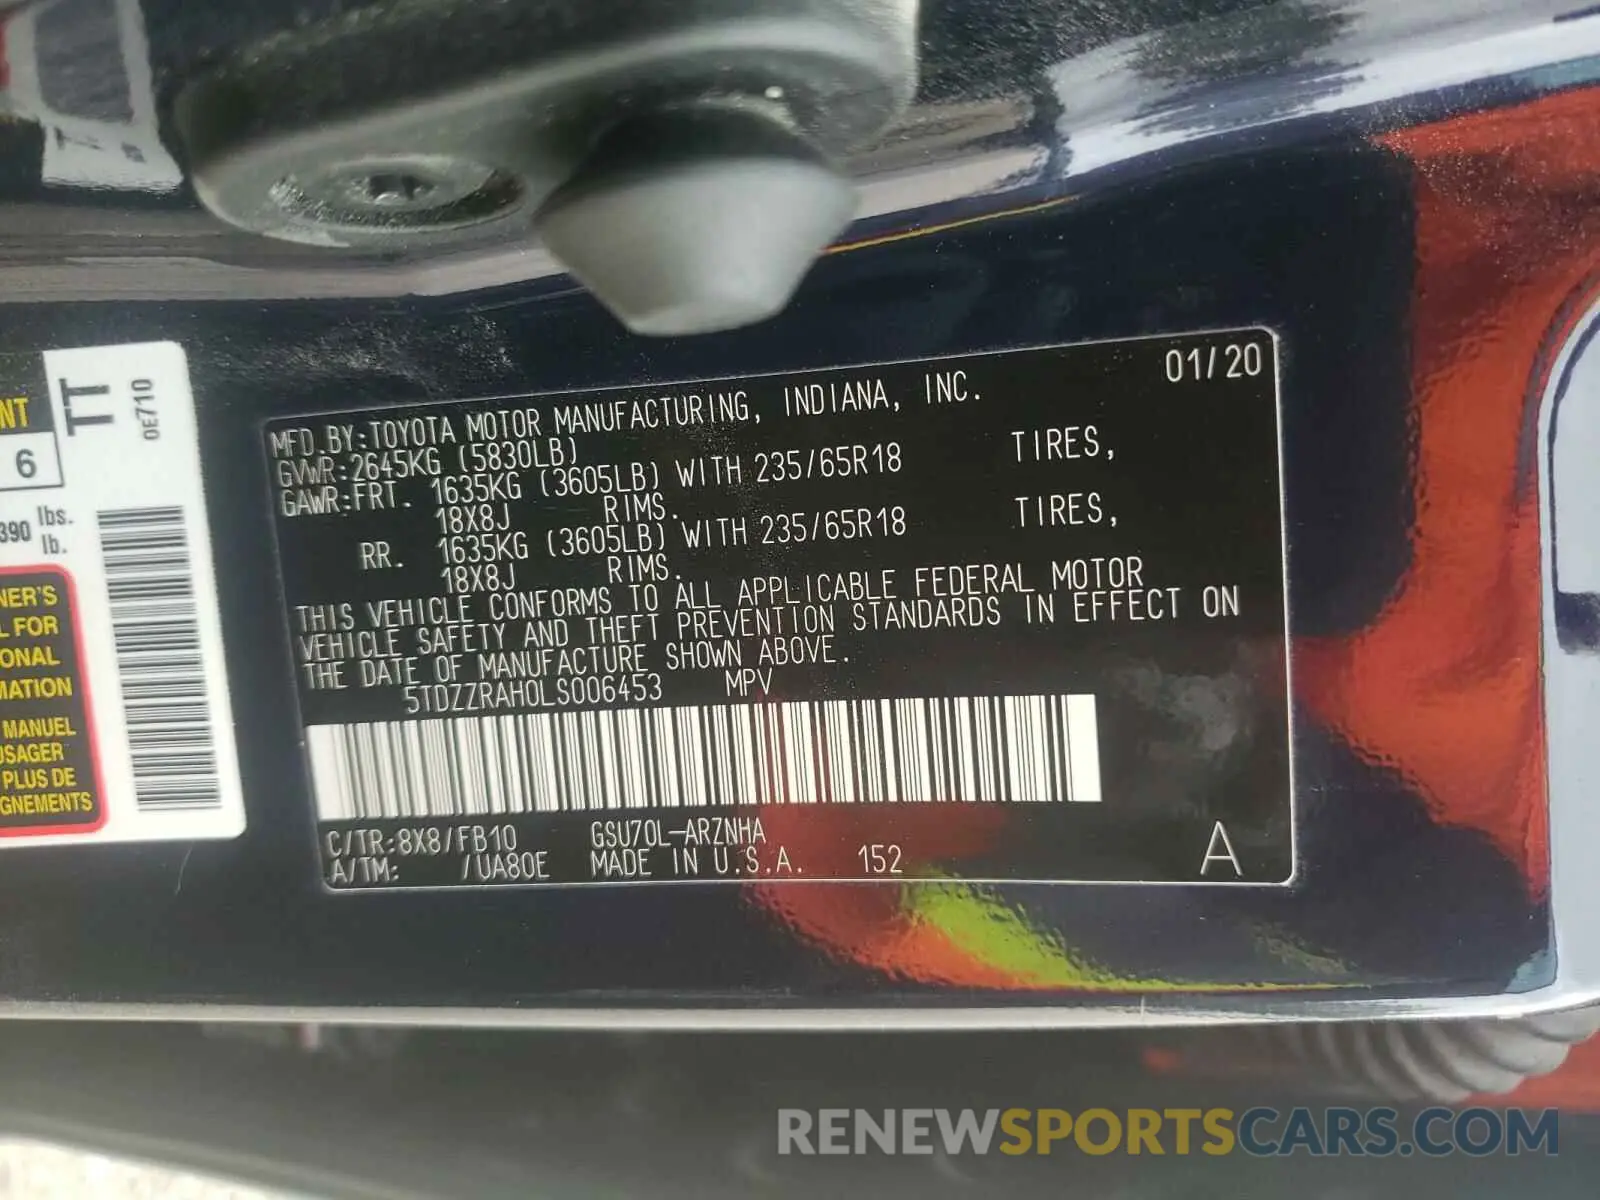 NT
6
TT
0E710
390 lbs.
lb.
NER'S
L FOR
ONAL
MATION
MANUEL
USAGER
PLUS DE
GNEMENTS
01/20
MFD.BY:TOYOTA MOTOR MANUFACTURING, INDIANA, INC.
GVWR:2645KG (5830LB)
GAWR:FRT. 1635KG (3605LB) WITH 235/65R18 TIRES,
18X8J RIMS.
RR. 1635KG (3605LB) WITH 235/65R18 TIRES,
18X8J RIMS.
THIS VEHICLE CONFORMS TO ALL APPLICABLE FEDERAL MOTOR
VEHICLE SAFETY AND THEFT PREVENTION STANDARDS IN EFFECT ON
THE DATE OF MANUFACTURE SHOWN ABOVE.
5TDZZRAH0LS006453 MPV
C/TR:8X8/FB10 GSU70L-ARZNHA
A/TM: /UA80E MADE IN U.S.A. 152 A
RENEWSPORTSCARS.COM